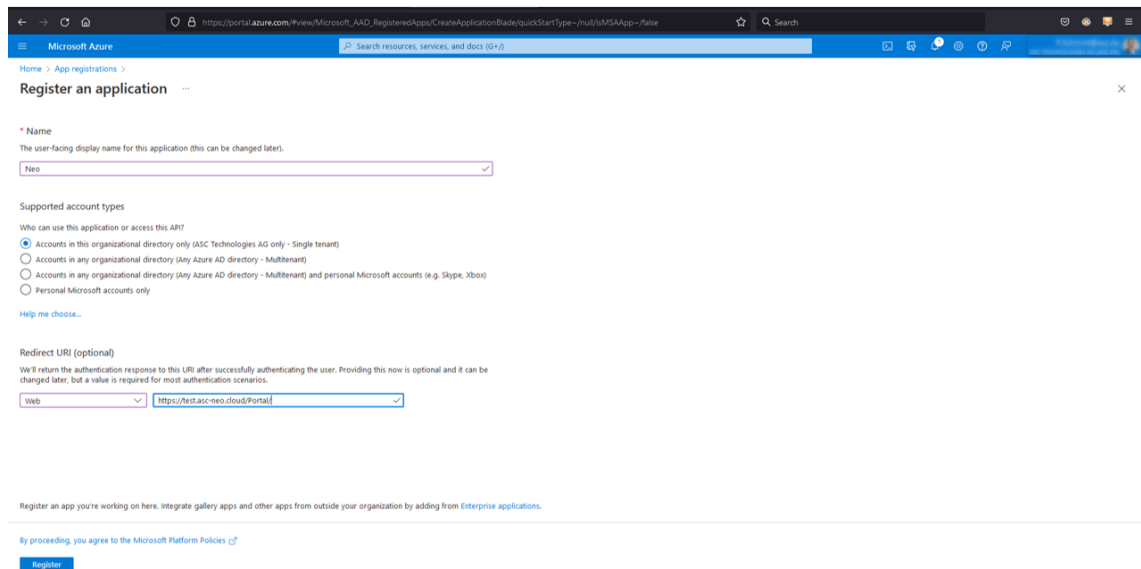 https://portal.azure.com/#view/Microsoft_AAD_RegisteredApps/CreateApplicationBlade/quickStartType~/null/isMSAApp~/false
Search
Microsoft Azure
Search resources, services, and docs (G+/)
1
Home > App registrations >
Register an application ...
* Name
The user-facing display name for this application (this can be changed later).
Neo
Supported account types
Who can use this application or access this API?
Accounts in this organizational directory only (ASC Technologies AG only - Single tenant)
Accounts in any organizational directory (Any Azure AD directory - Multitenant)
Accounts in any organizational directory (Any Azure AD directory - Multitenant) and personal Microsoft accounts (e.g. Skype, Xbox)
Personal Microsoft accounts only
Help me choose...
Redirect URI (optional)
We'll return the authentication response to this URI after successfully authenticating the user. Providing this now is optional and it can be
changed later, but a value is required for most authentication scenarios.
Web
https://test.asc-neo.cloud/Portal/
Register an app you're working on here. Integrate gallery apps and other apps from outside your organization by adding from Enterprise applications.
By proceeding, you agree to the Microsoft Platform Policies
Register